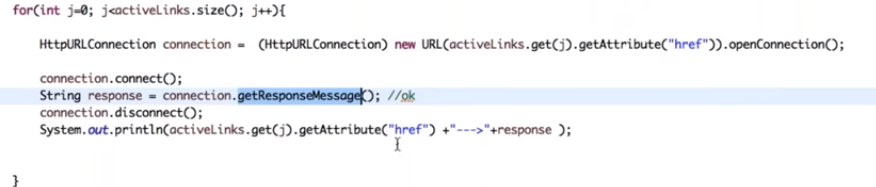 for(int j=0; j<activeLinks.size(); j++){
HttpURLConnection connection = (HttpURLConnection) new URL(activeLinks.get(j).getAttribute("href")).openConnection();
connection.connect();
String response = connection.getResponseMessage(); //ok
connection.disconnect();
System.out.println(activeLinks.get(j).getAttribute("href") +"--->"+response );
}